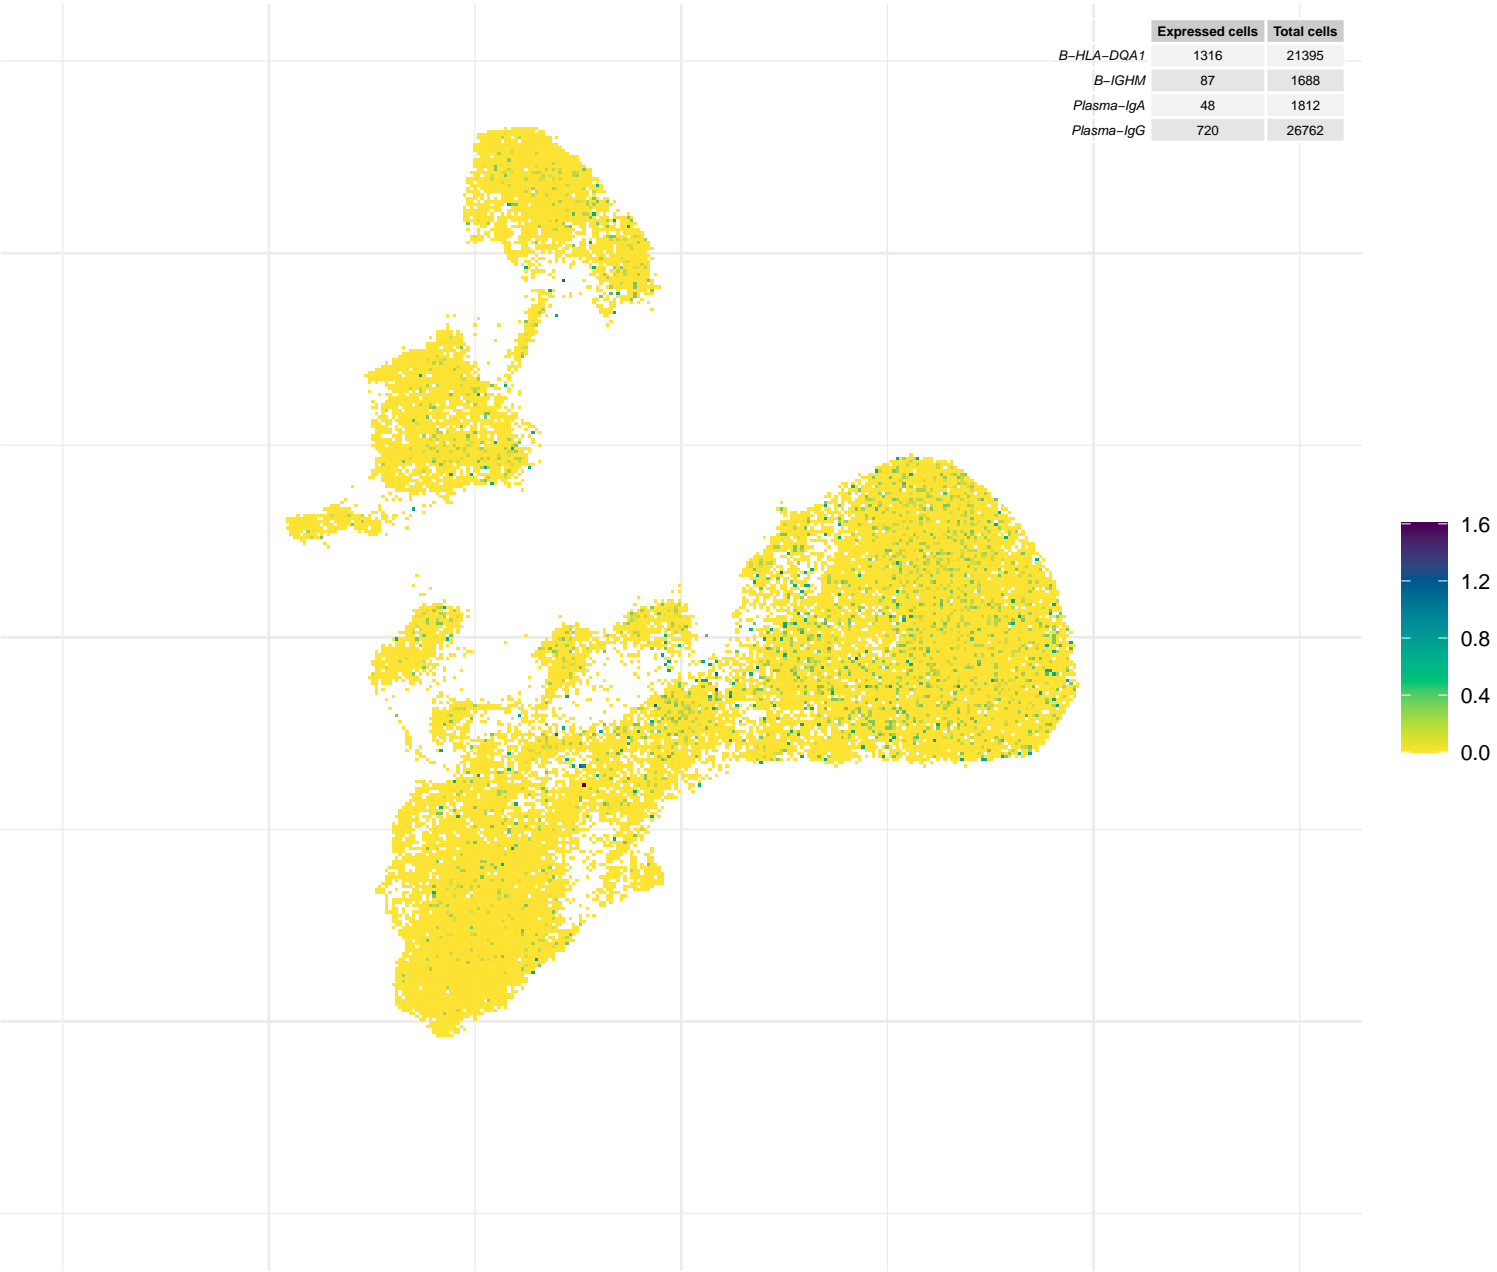 Expressed cells Total cells
B−HLA−DQA1 1316 21395
B−IGHM 87 1688
Plasma−IgA 48 1812
Plasma−IgG 720 26762
1.6
1.2
0.8
0.4
0.0